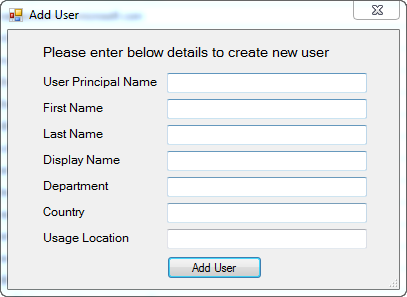 Add User
Please enter below details to create new user
User Principal Name
First Name
Last Name
Display Name
Department
Country
Usage Location
Add User